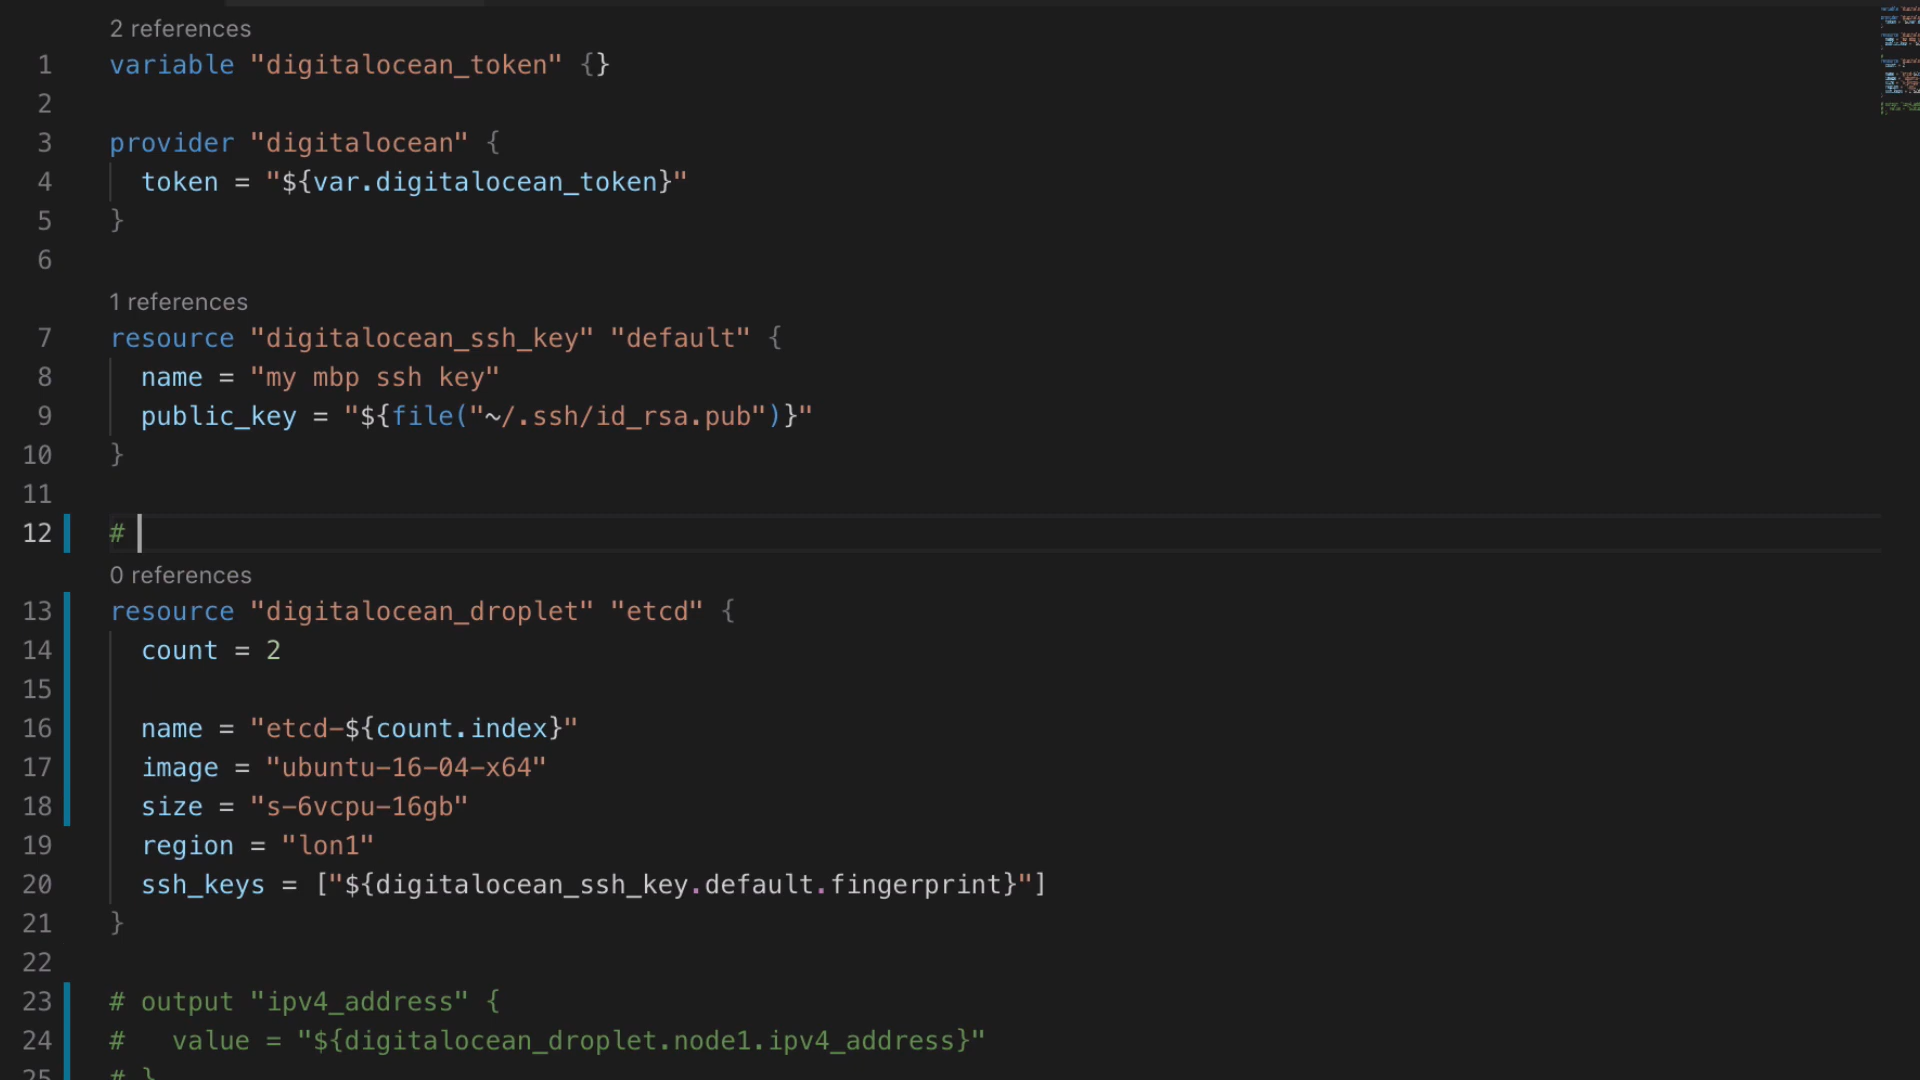 2 references
1 variable "digitalocean_token" {}
2
3 provider "digitalocean" {
4   token = "${var.digitalocean_token}"
5 }
6
1 references
7 resource "digitalocean_ssh_key" "default" {
8   name = "my mbp ssh key"
9   public_key = "${file("~/.ssh/id_rsa.pub")}"
10 }
11
12 #
0 references
13 resource "digitalocean_droplet" "etcd" {
14   count = 2
15
16   name = "etcd-${count.index}"
17   image = "ubuntu-16-04-x64"
18   size = "s-6vcpu-16gb"
19   region = "lon1"
20   ssh_keys = ["${digitalocean_ssh_key.default.fingerprint}"]
21 }
22
23 # output "ipv4_address" {
24 #   value = "${digitalocean_droplet.node1.ipv4_address}"
25 # }